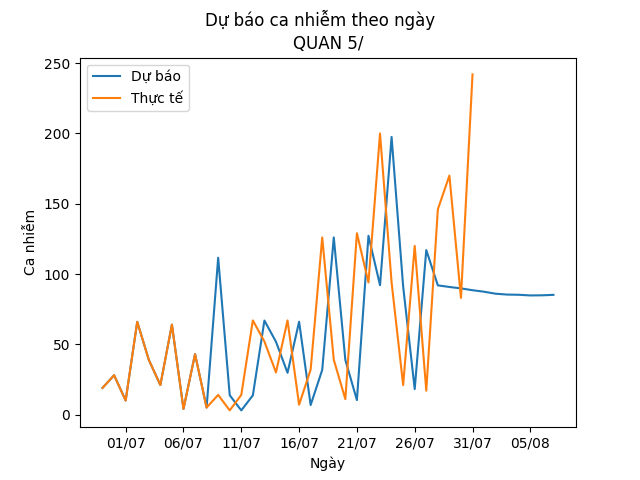 Dự báo ca nhiễm theo ngày
QUAN 5/
Dự báo
Thực tế
Ca nhiễm
250
200
150
100
50
0
01/07 06/07 11/07 16/07 21/07 26/07 31/07 05/08
Ngày